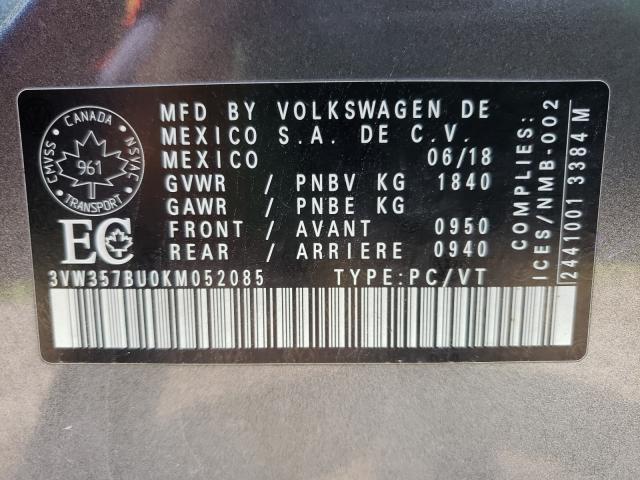 CANADA
CMVSS
NSVAC
961
TRANSPORT
EC
MFD BY VOLKSWAGEN DE
MEXICO S.A. DE C.V.
MEXICO 06/18
GVWR / PNBV KG 1840
GAWR / PNBE KG
FRONT / AVANT 0950
REAR / ARRIERE 0940
3VW357BU0KM052085 TYPE:PC/VT
COMPLIES:
ICES/NMB-002
2441001 3384M